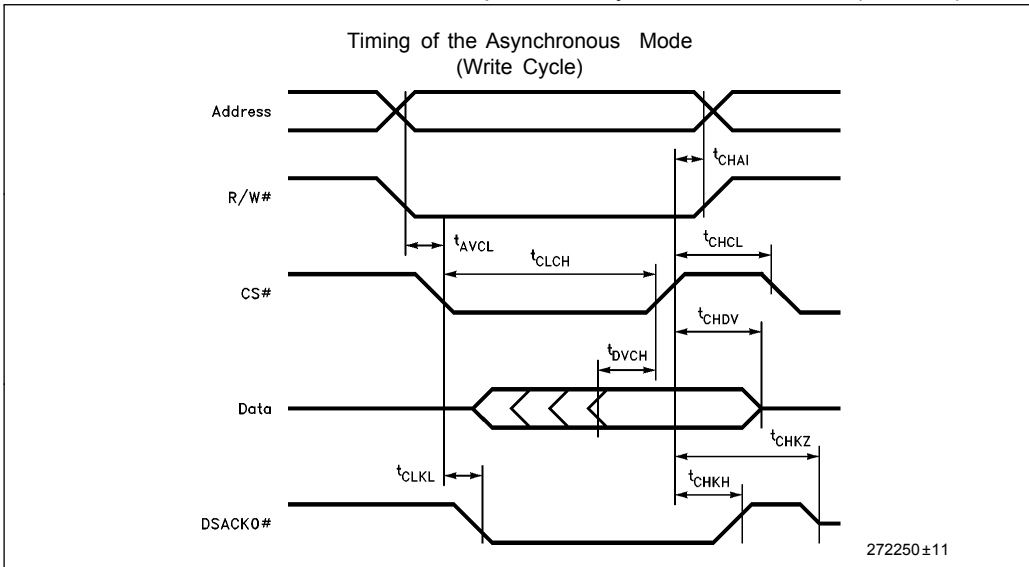 Timing of the Asynchronous Mode
(Write Cycle)
Address
tCHAI
R/W#
tAVCL
tCHCL
tCLCH
CS#
tCHDV
tDVCH
Data
tCHKZ
tCLKL
tCHKH
DSACK0#
272250±11